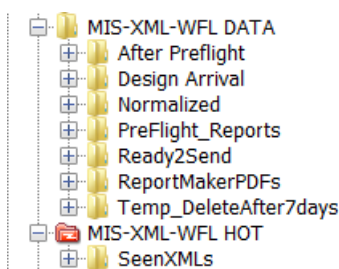 MIS-XML-WFL DATA
After Preflight
Design Arrival
Normalized
PreFlight_Reports
Ready2Send
ReportMakerPDFs
Temp_DeleteAfter7days
MIS-XML-WFL HOT
SeenXMLs